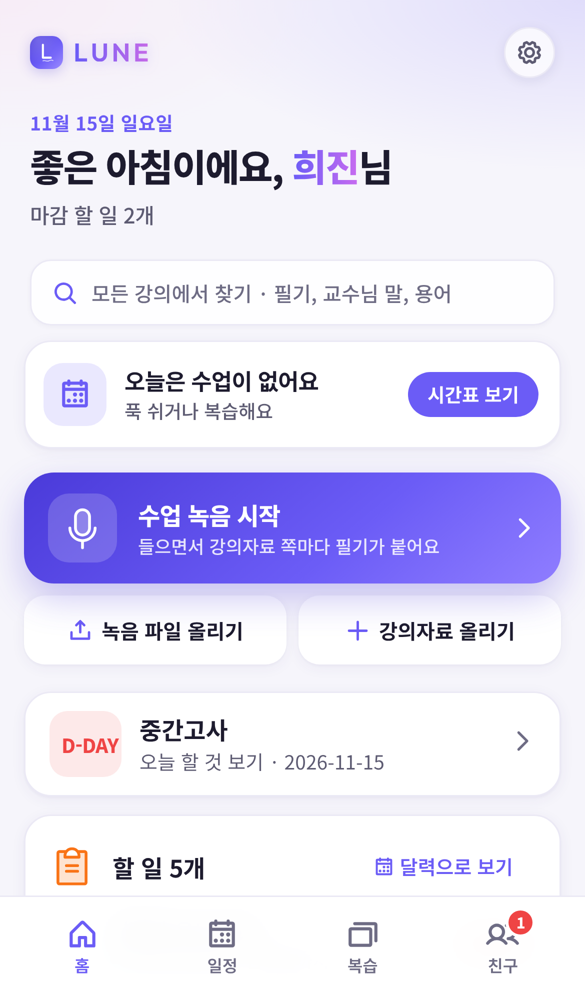 L LUNE
11월 15일 일요일
좋은 아침이에요, 희진님
마감 할 일 2개
모든 강의에서 찾기 · 필기, 교수님 말, 용어
오늘은 수업이 없어요
푹 쉬거나 복습해요
시간표 보기
수업 녹음 시작
들으면서 강의자료 쪽마다 필기가 붙어요
녹음 파일 올리기
강의자료 올리기
D-DAY
중간고사
오늘 할 것 보기 · 2026-11-15
할 일 5개
달력으로 보기
홈
일정
복습
1
친구